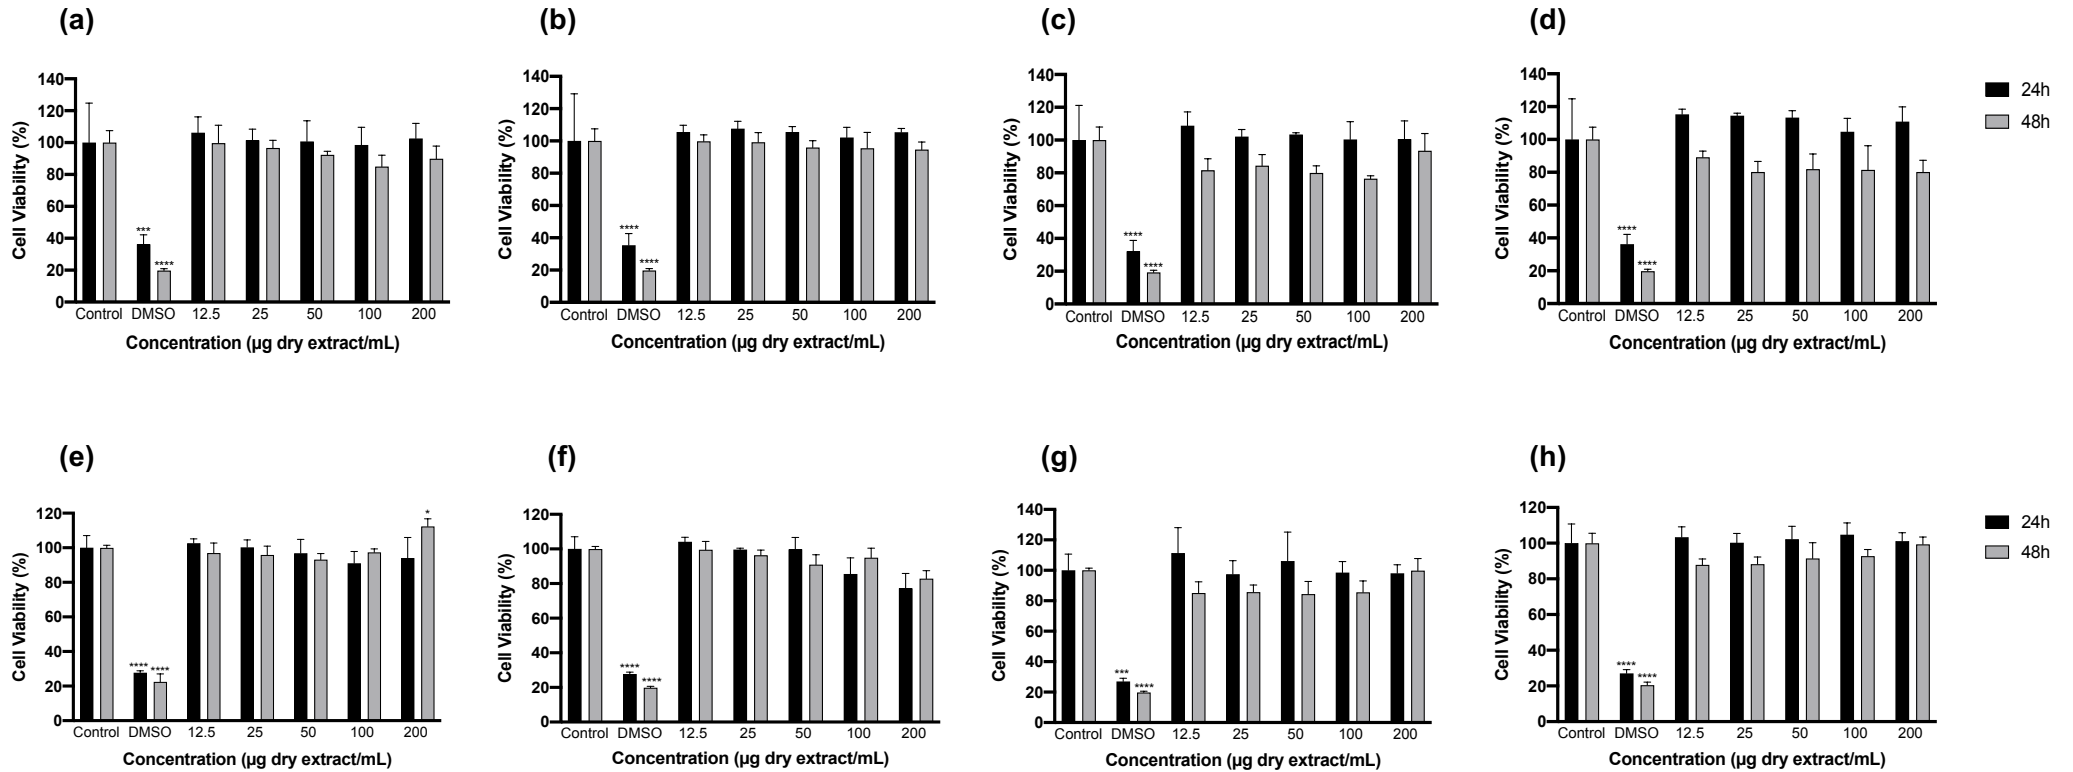 (a)
140
120
100
80
60
40
20
0
Cell Viability (%)
***
****
Control DMSO 12.5 25 50 100 200
Concentration (µg dry extract/mL)
(b)
140
120
100
80
60
40
20
0
Cell Viability (%)
****
****
Control DMSO 12.5 25 50 100 200
Concentration (µg dry extract/mL)
(c)
140
120
100
80
60
40
20
0
Cell Viability (%)
****
****
Control DMSO 12.5 25 50 100 200
Concentration (µg dry extract/mL)
(d)
140
120
100
80
60
40
20
0
Cell Viability (%)
****
****
Control DMSO 12.5 25 50 100 200
Concentration (µg dry extract/mL)
24h
48h
(e)
120
100
80
60
40
20
0
Cell Viability (%)
**** ****
*
Control DMSO 12.5 25 50 100 200
Concentration (µg dry extract/mL)
(f)
120
100
80
60
40
20
0
Cell Viability (%)
****
****
Control DMSO 12.5 25 50 100 200
Concentration (µg dry extract/mL)
(g)
140
120
100
80
60
40
20
0
Cell Viability (%)
***
****
Control DMSO 12.5 25 50 100 200
Concentration (µg dry extract/mL)
(h)
120
100
80
60
40
20
0
Cell Viability (%)
****
****
Control DMSO 12.5 25 50 100 200
Concentration (µg dry extract/mL)
24h
48h